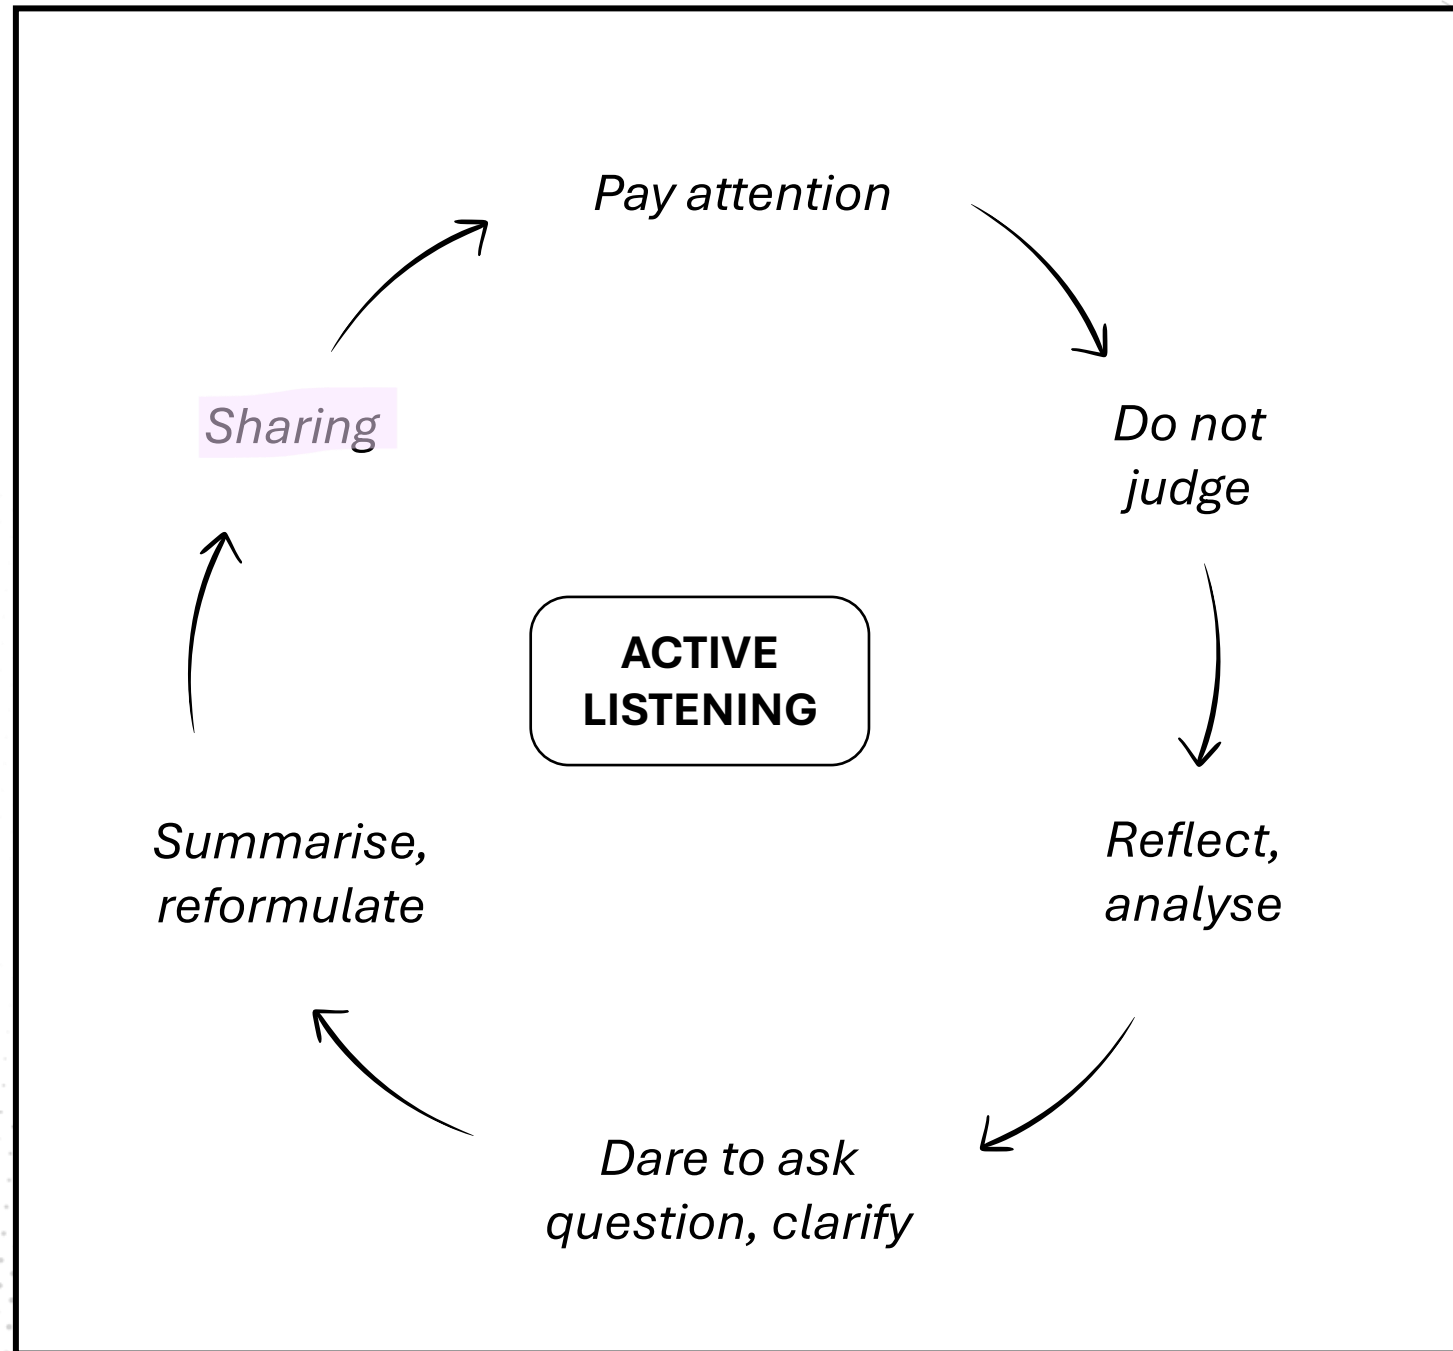 Pay attention
Do not
judge
Reflect,
analyse
Dare to ask
question, clarify
Summarise,
reformulate
Sharing
ACTIVE
LISTENING